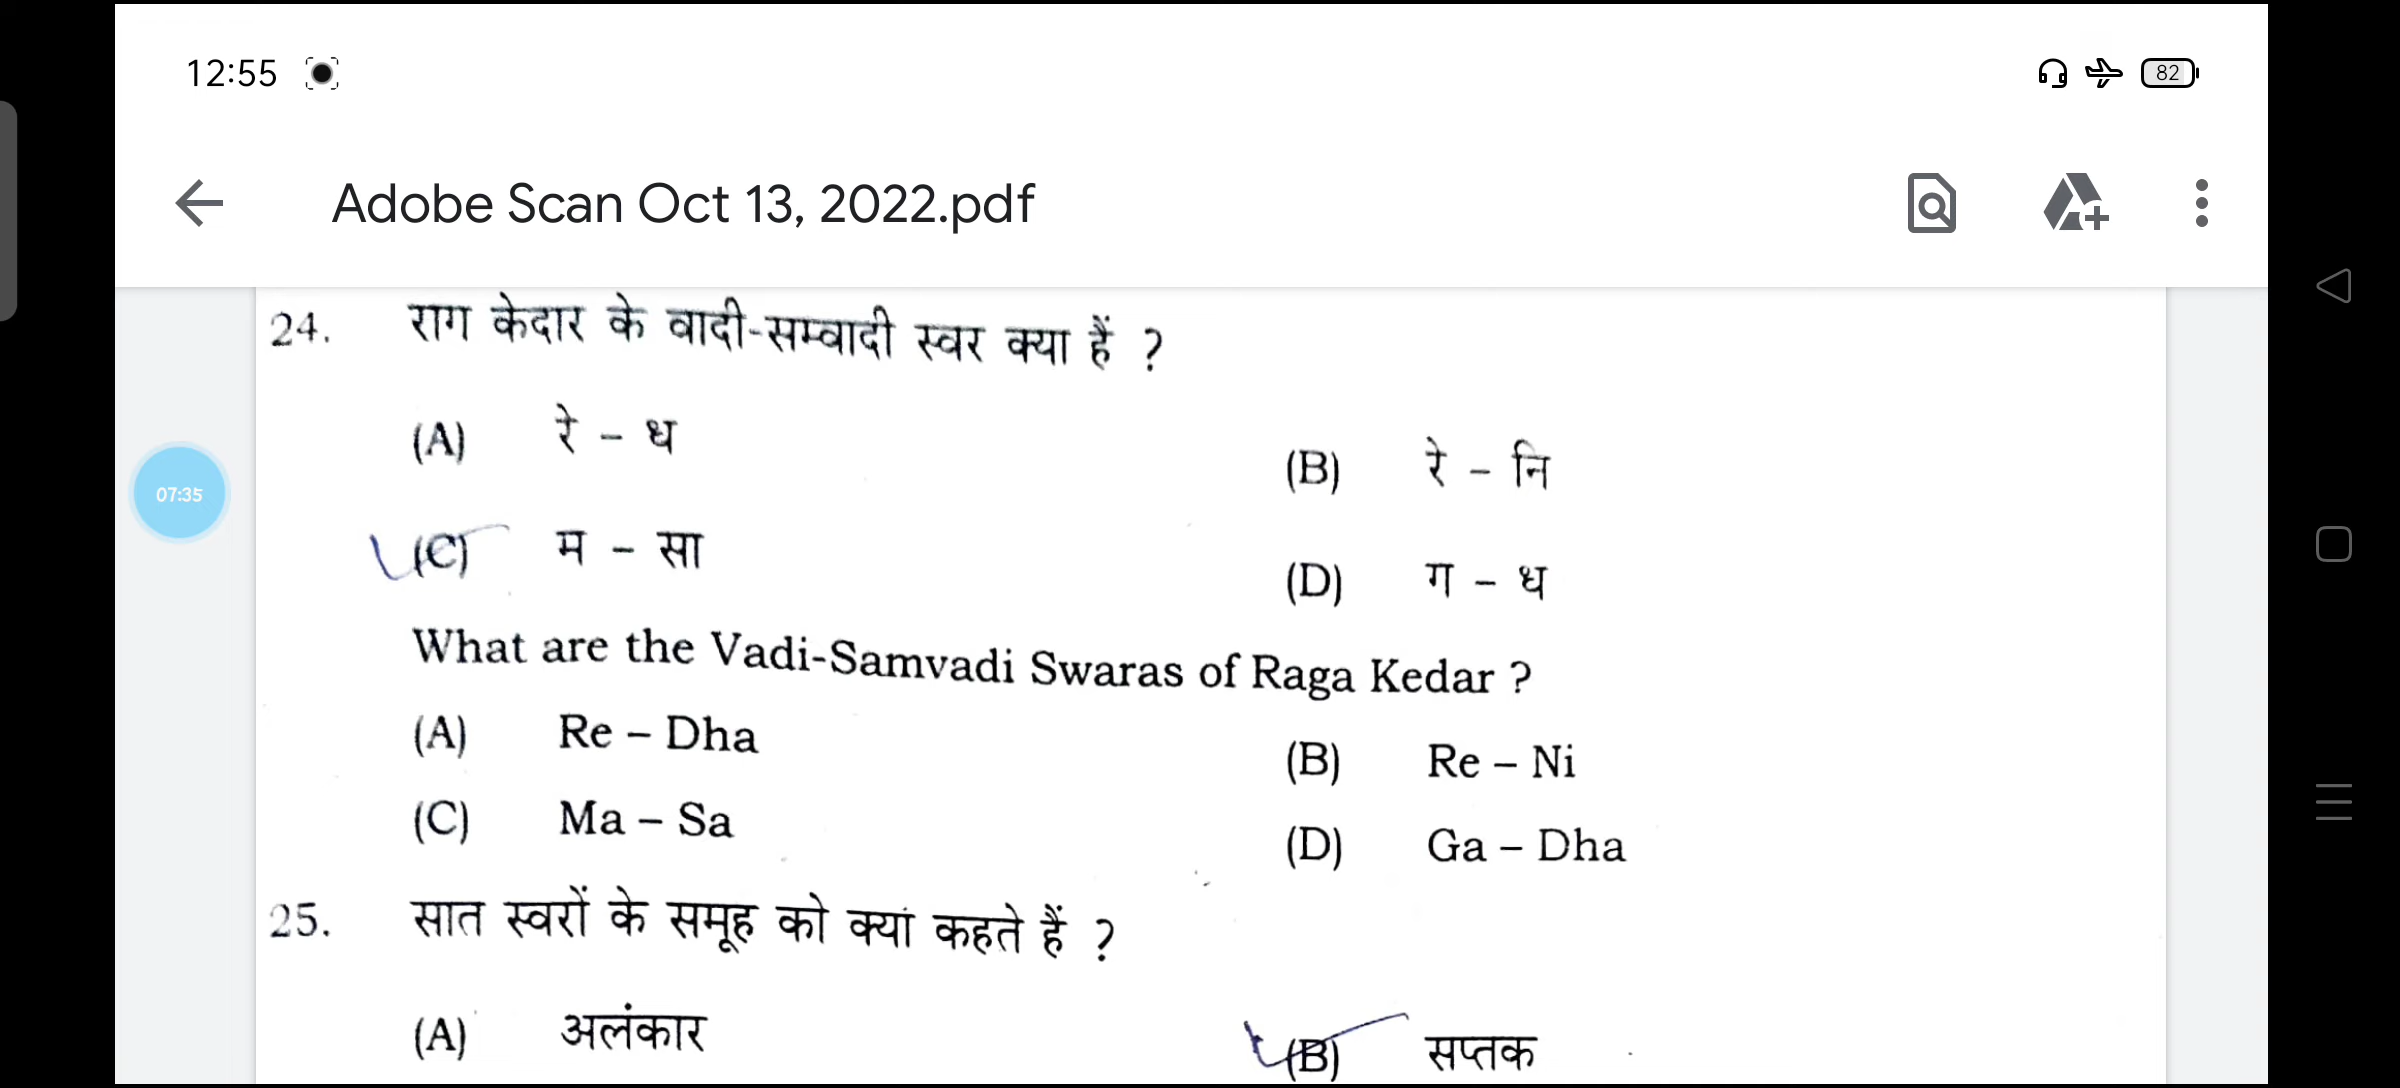 12:55
82
Adobe Scan Oct 13, 2022.pdf
24. राग केदार के वादी-सम्वादी स्वर क्या हैं ?
(A) रे – ध
(B) रे – नि
(C) म – सा
(D) ग – ध
07:35
What are the Vadi-Samvadi Swaras of Raga Kedar ?
(A) Re – Dha
(B) Re – Ni
(C) Ma – Sa
(D) Ga – Dha
25. सात स्वरों के समूह को क्या कहते हैं ?
(A) अलंकार
(B) सप्तक